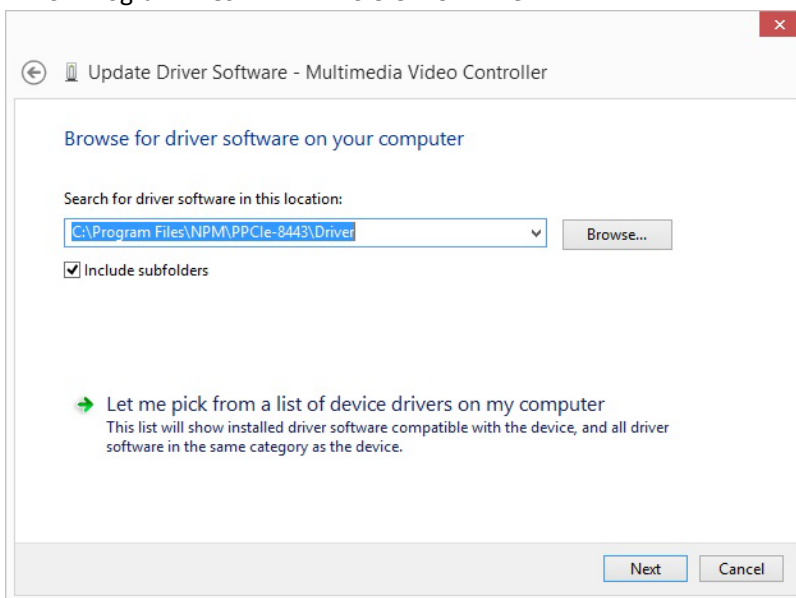 Update Driver Software - Multimedia Video Controller
Browse for driver software on your computer
Search for driver software in this location:
C:\Program Files\NPM\PPCIe-8443\Driver
Browse...
Include subfolders
Let me pick from a list of device drivers on my computer
This list will show installed driver software compatible with the device, and all driver
software in the same category as the device.
Next
Cancel